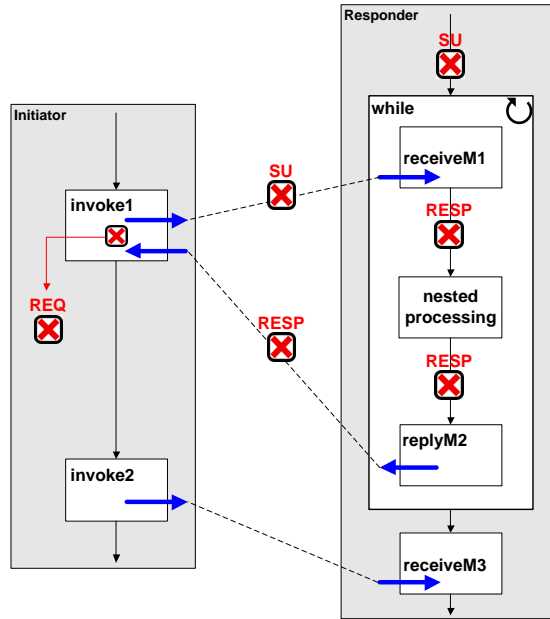 Responder
SU
while
Initiator
receiveM1
SU
invoke1
RESP
REQ
nested
processing
RESP
RESP
replyM2
invoke2
receiveM3